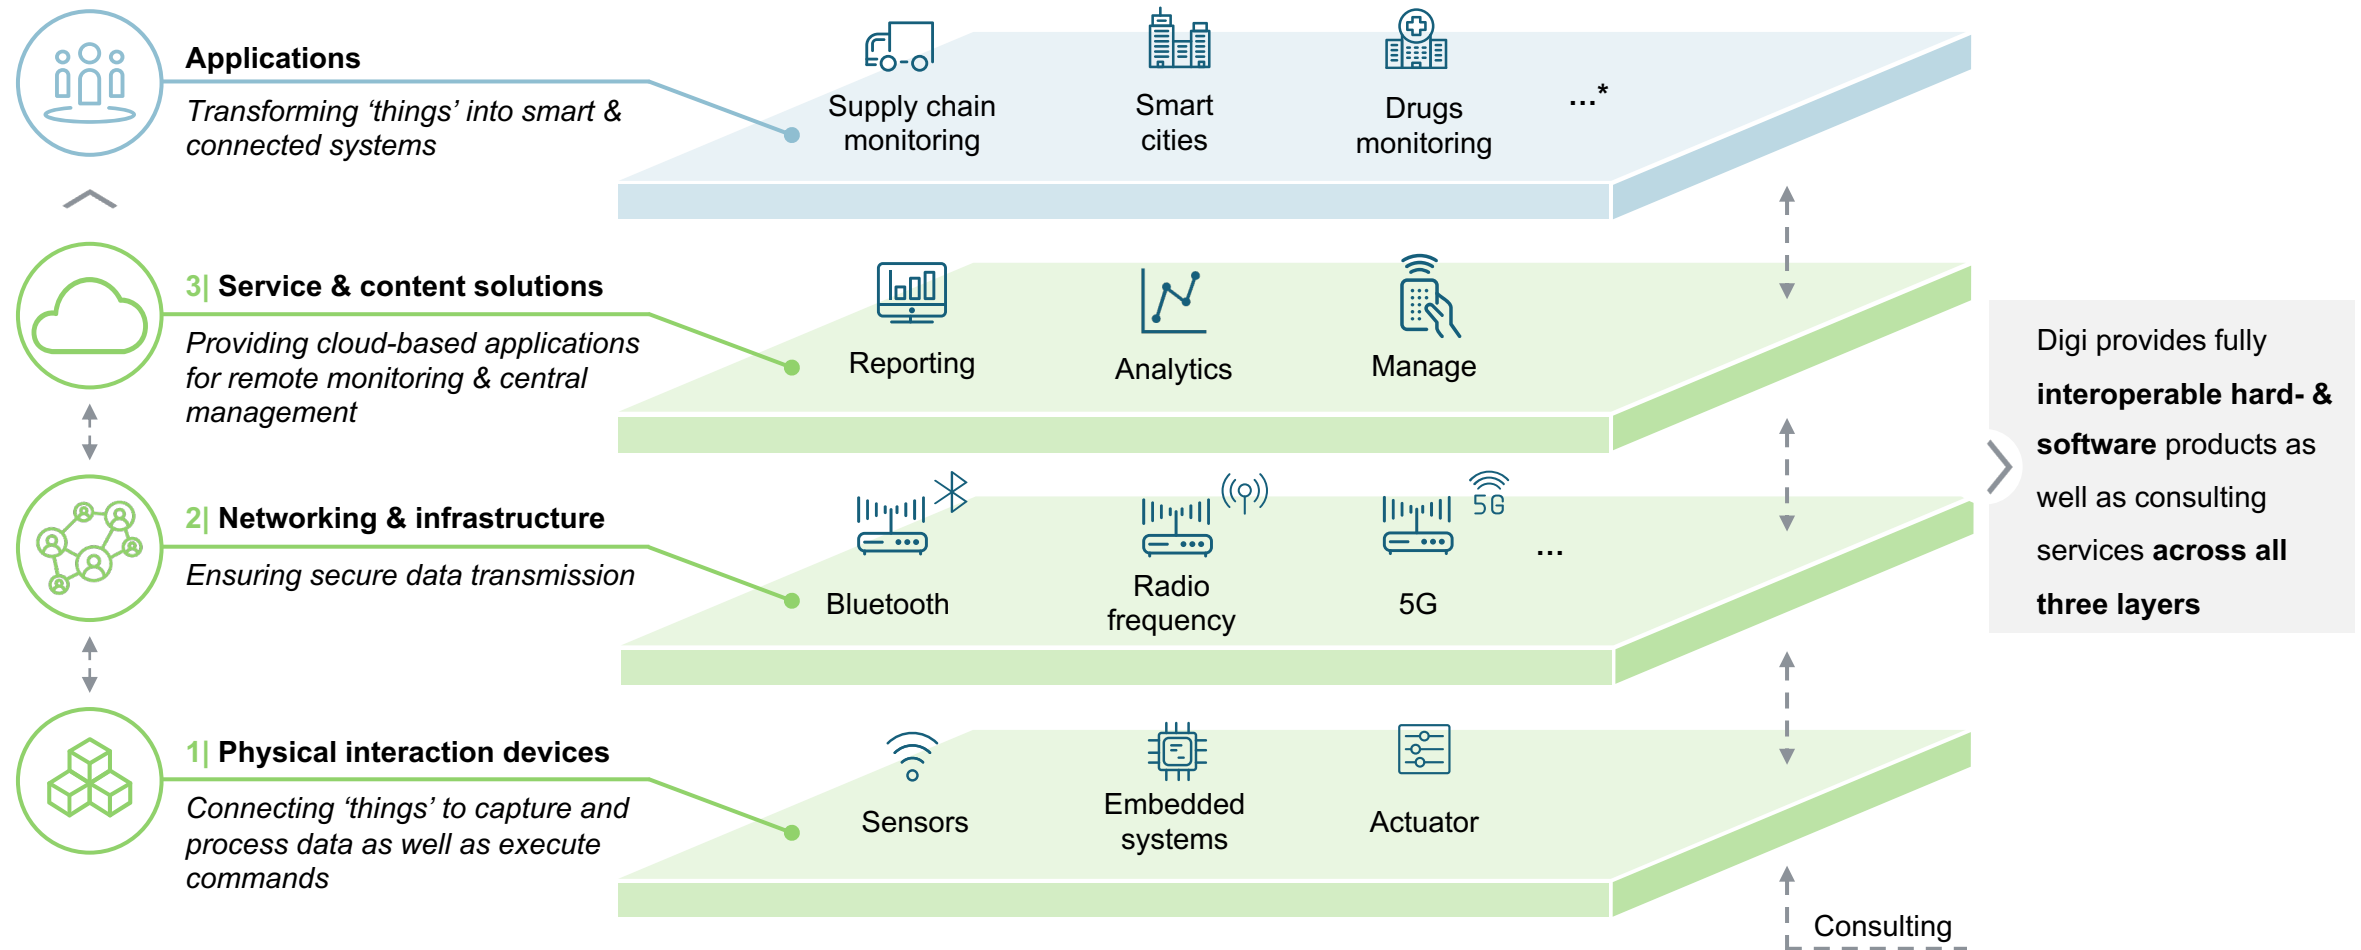 Applications
Transforming ‘things’ into smart &
connected systems
Supply chain
monitoring
Smart
cities
Drugs
monitoring
...*
3| Service & content solutions
Providing cloud-based applications
for remote monitoring & central
management
Reporting
Analytics
Manage
2| Networking & infrastructure
Ensuring secure data transmission
Bluetooth
Radio
frequency
5G
5G
...
1| Physical interaction devices
Connecting ‘things’ to capture and
process data as well as execute
commands
Sensors
Embedded
systems
Actuator
Consulting
Digi provides fully
interoperable hard- &
software products as
well as consulting
services across all
three layers